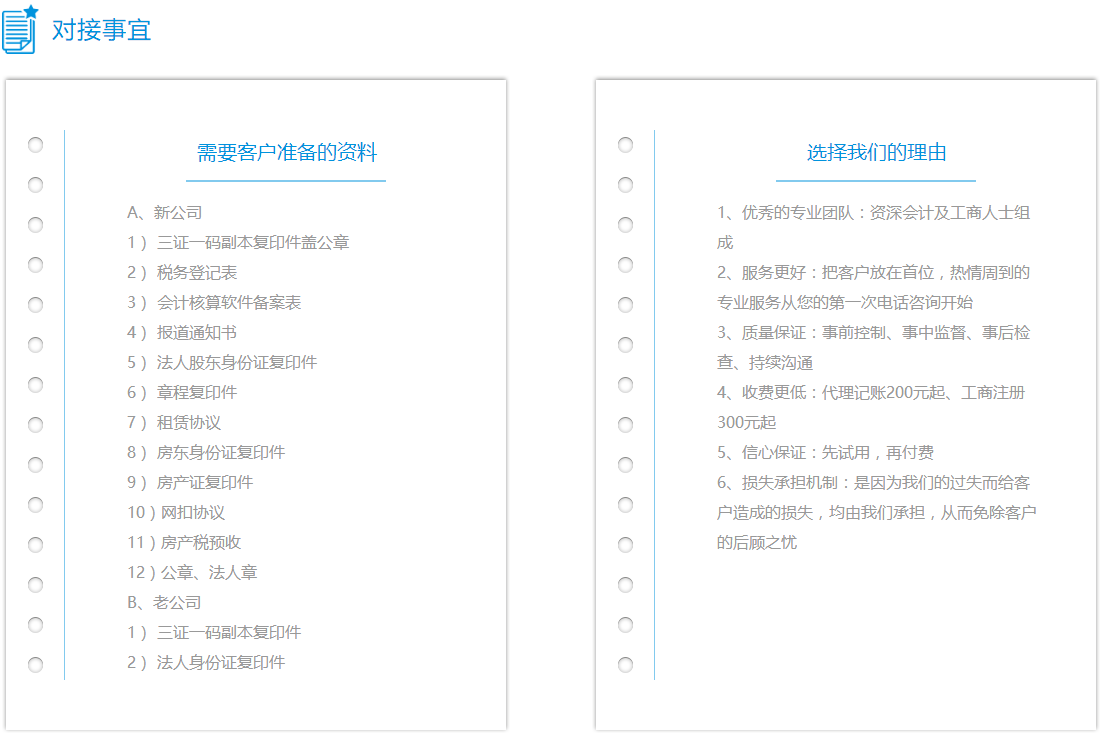 对接事宜
需要客户准备的资料
A、新公司
1） 三证一码副本复印件盖公章
2） 税务登记表
3） 会计核算软件备案表
4） 报道通知书
5） 法人股东身份证复印件
6） 章程复印件
7） 租赁协议
8） 房东身份证复印件
9） 房产证复印件
10）网扣协议
11）房产税预收
12）公章、法人章
B、老公司
1） 三证一码副本复印件
2） 法人身份证复印件
选择我们的理由
1、优秀的专业团队：资深会计及工商人士组
成
2、服务更好：把客户放在首位，热情周到的
专业服务从您的第一次电话咨询开始
3、质量保证：事前控制、事中监督、事后检
查、持续沟通
4、收费更低：代理记账200元起、工商注册
300元起
5、信心保证：先试用，再付费
6、损失承担机制：是因为我们的过失而给客
户造成的损失，均由我们承担，从而免除客户
的后顾之忧